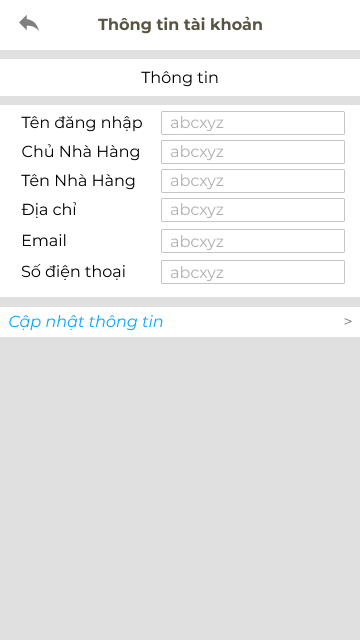 Thông tin tài khoản
Thông tin
Tên đăng nhập abcxyz
Chủ Nhà Hàng abcxyz
Tên Nhà Hàng abcxyz
Địa chỉ abcxyz
Email abcxyz
Số điện thoại abcxyz
Cập nhật thông tin >